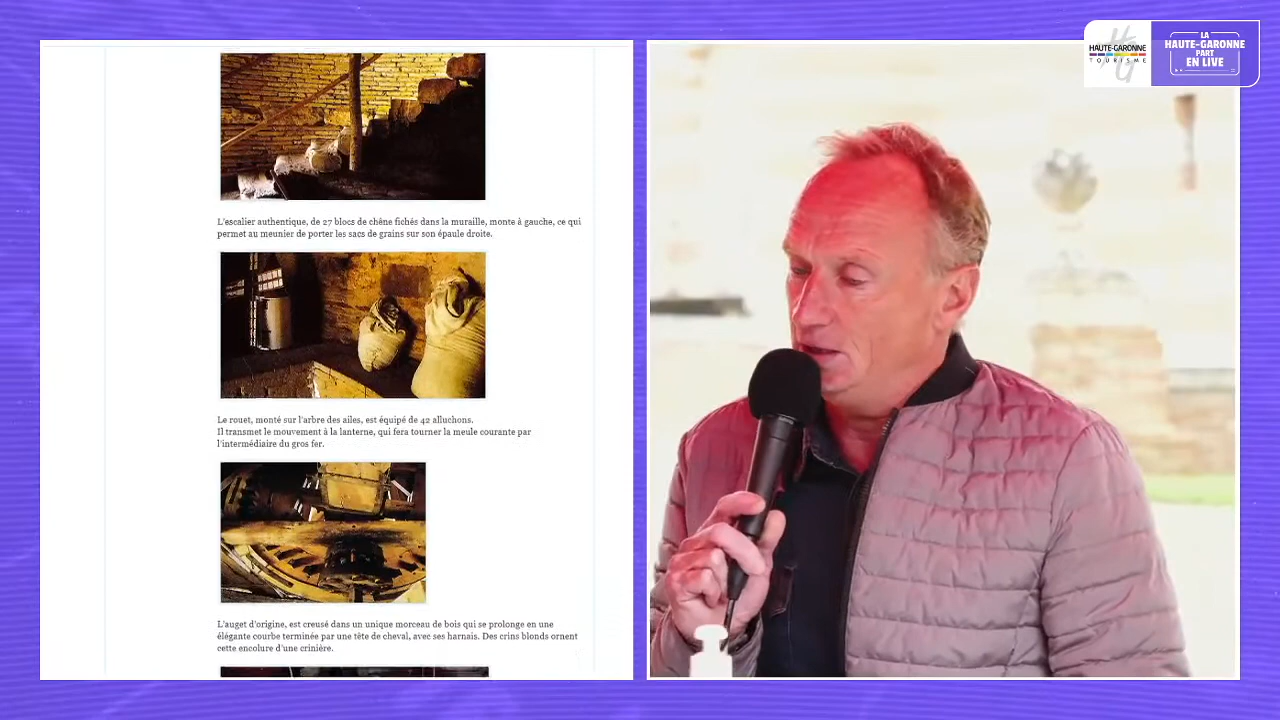 L'escalier authentique, de 27 blocs de chêne fichés dans la muraille, monte à gauche, ce qui
permet au meunier de porter les sacs de grains sur son épaule droite.
Le rouet, monté sur l'arbre des ailes, est équipé de 42 alluchons.
Il transmet le mouvement à la lanterne, qui fera tourner la meule courante par
l'intermédiaire du gros fer.
L'auget d'origine, est creusé dans un unique morceau de bois qui se prolonge en une
élégante courbe terminée par une tête de cheval, avec ses harnais. Des crins blonds ornent
cette encolure d'une crinière.
HAUTE-GARONNE
TOURISME
LA
HAUTE-GARONNE
PART
EN LIVE